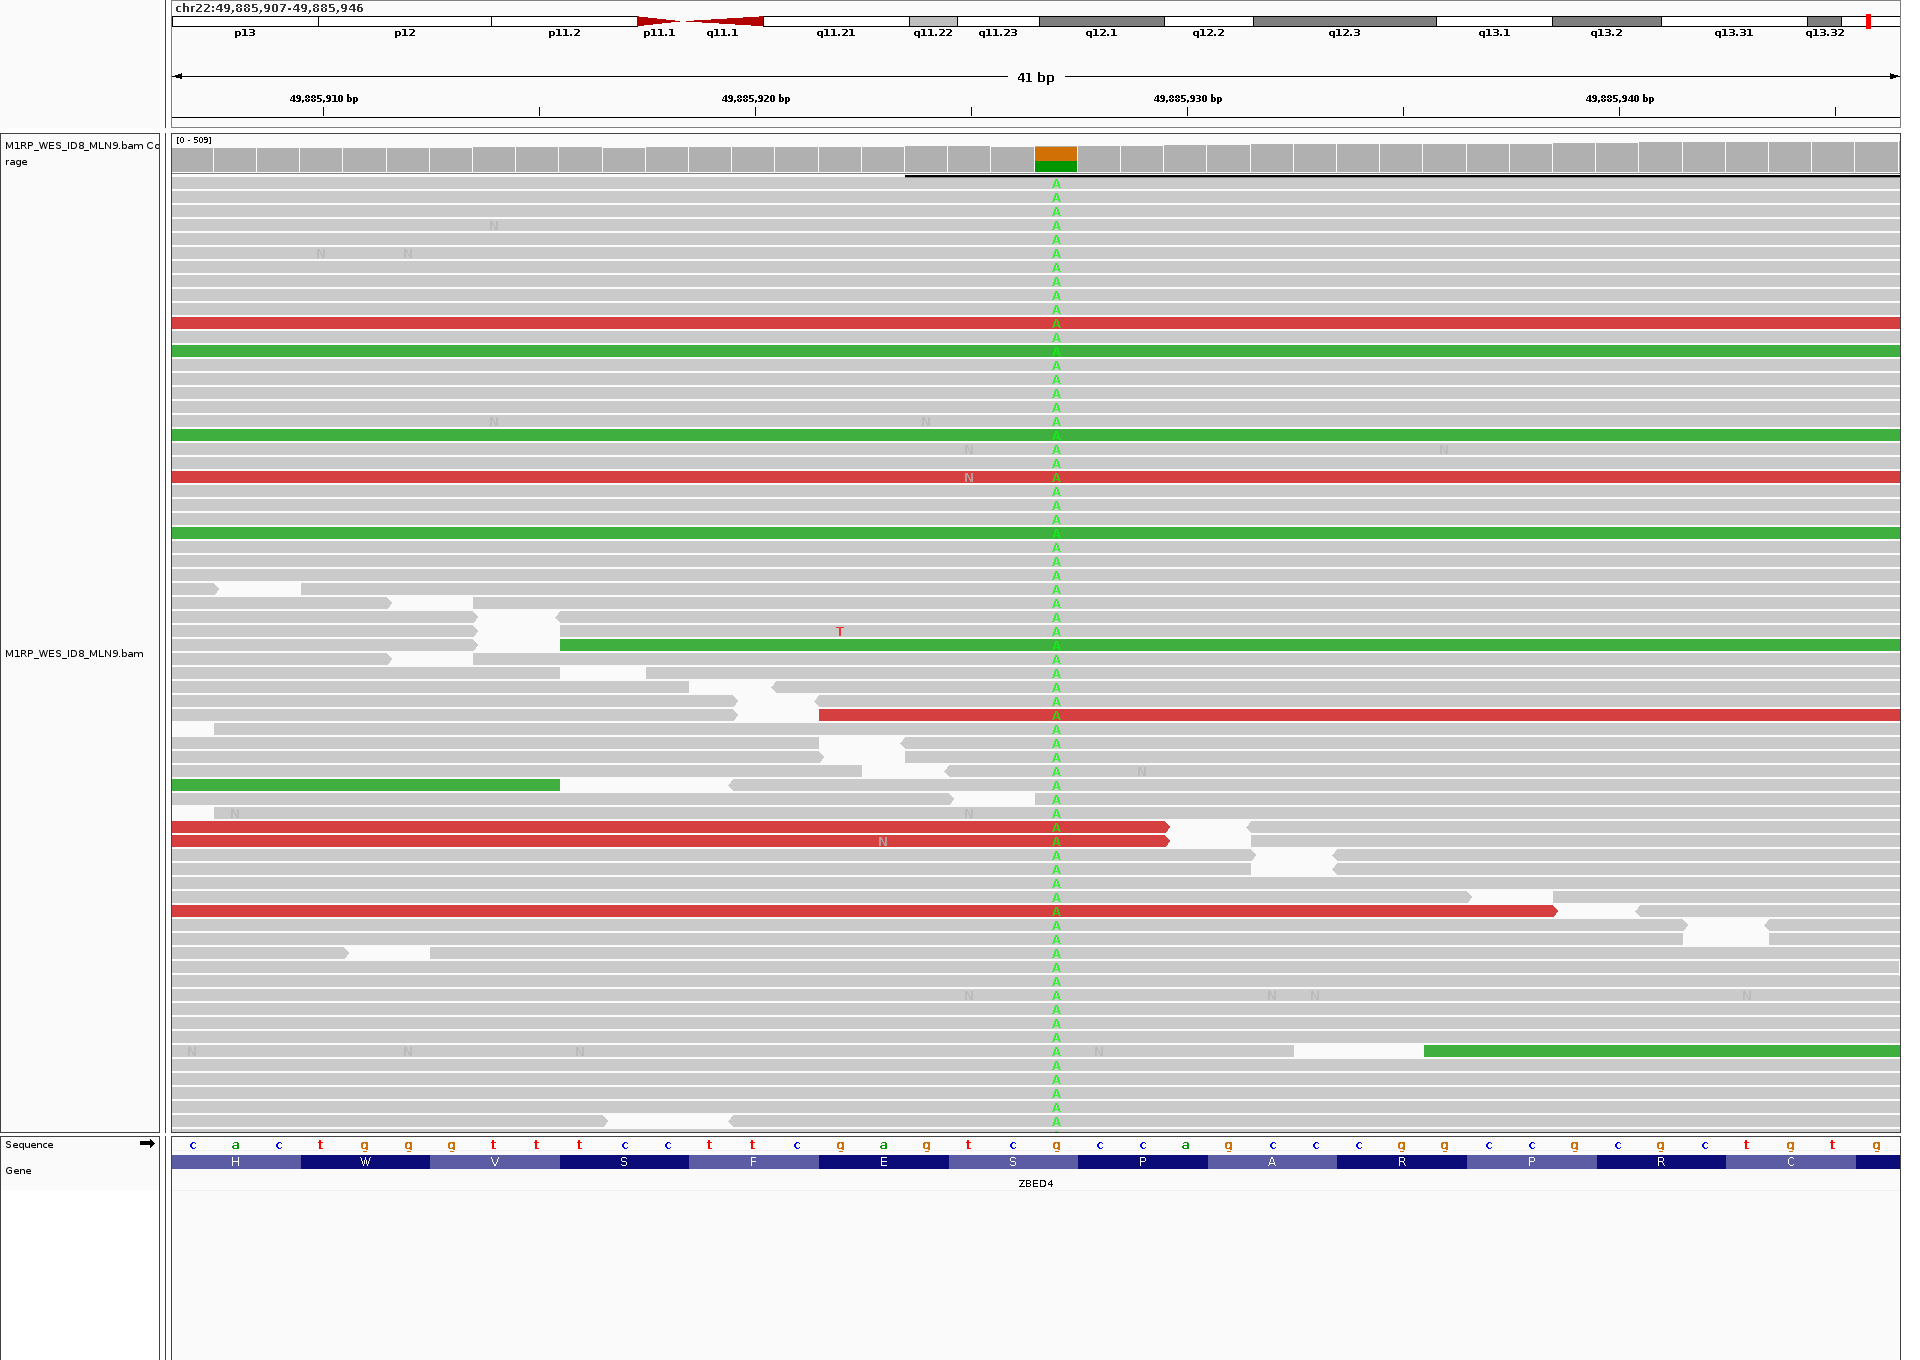 chr22:49,885,907-49,885,946
p13 p12 p11.2 p11.1 q11.1 q11.21 q11.22 q11.23 q12.1 q12.2 q12.3 q13.1 q13.2 q13.31 q13.32
41 bp
49,885,910 bp 49,885,920 bp 49,885,930 bp 49,885,940 bp
[0 - 509]
M1RP_WES_ID8_MLN9.bam Co
rage
A
A
A
N A
A
N N A
A
A
A
A
A
A
A
A
A
A
A
N N A
A
N A N
A
N A
A
A
A
A
A
A
A
A
A
A
T A
A
M1RP_WES_ID8_MLN9.bam
A
A
A
A
A
A
A
A
A N
A
A
N N A
A
N A
A
A
A
A
A
A
A
A
A
A
N A N N N
A
A
A
N N N A N
A
A
A
A
A
Sequence c a c t g g g t t t c c t t c g a g t c g c c a g c c c g g c c g c g c t g t g
Gene H W V S F E S P A R P R C
ZBED4